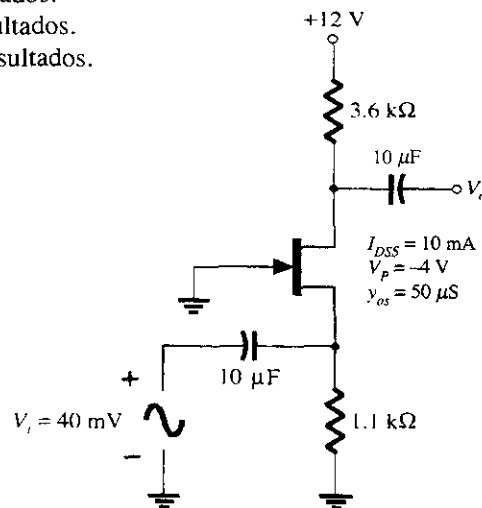 ados.
ultados.
sultados.
+12 V
3.6 kΩ
10 μF
I_DSS = 10 mA
V_P = –4 V
y_os = 50 μS
+
10 μF
V_i = 40 mV
1.1 kΩ
–